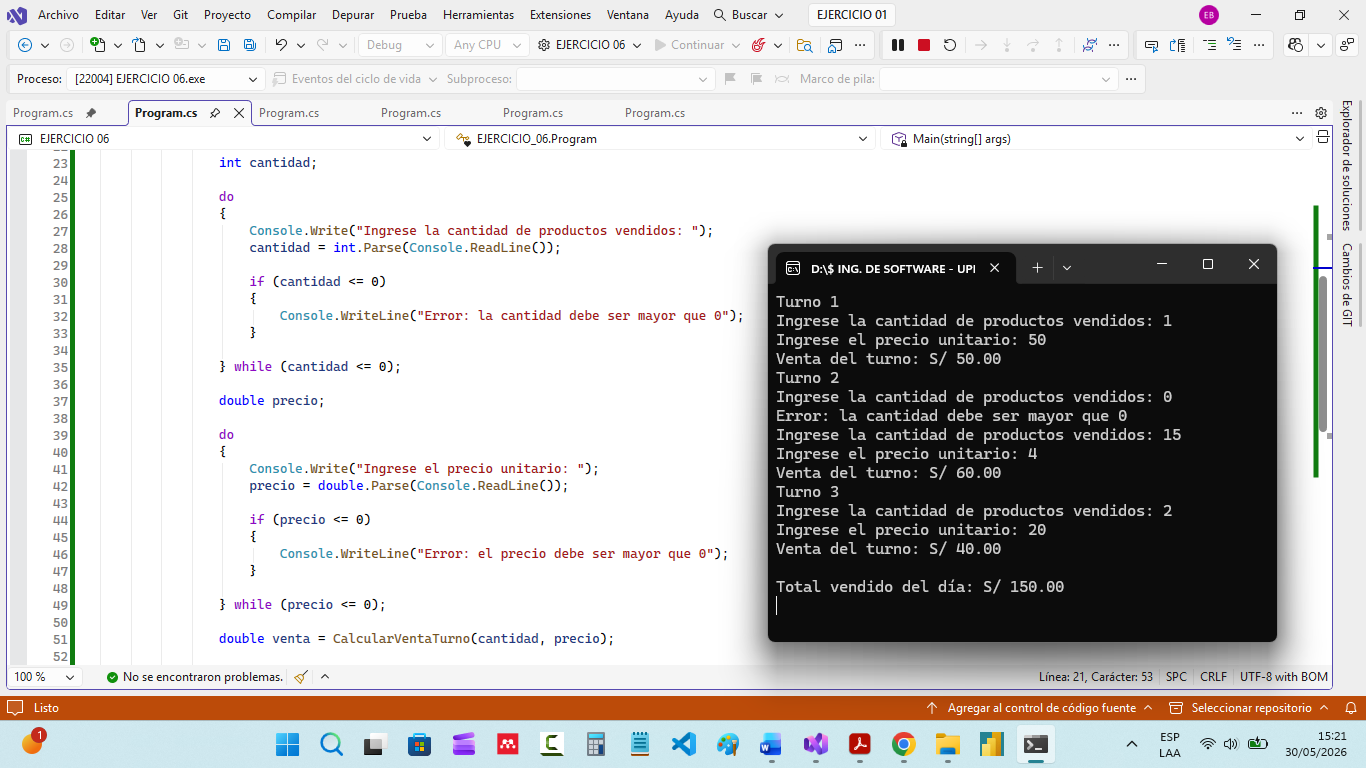 Archivo Editar Ver Git Proyecto Compilar Depurar Prueba Herramientas Extensiones Ventana Ayuda Buscar EJERCICIO 01 EB
Debug Any CPU EJERCICIO 06 Continuar
Proceso: [22004] EJERCICIO 06.exe Eventos del ciclo de vida Subproceso: Marco de pila:
Program.cs Program.cs Program.cs Program.cs Program.cs Program.cs
EJERCICIO 06 EJERCICIO_06.Program Main(string[] args)
23 int cantidad;
24
25 do
26 {
27 Console.Write("Ingrese la cantidad de productos vendidos: ");
28 cantidad = int.Parse(Console.ReadLine());
29
30 if (cantidad <= 0)
31 {
32 Console.WriteLine("Error: la cantidad debe ser mayor que 0");
33 }
34
35 } while (cantidad <= 0);
36
37 double precio;
38
39 do
40 {
41 Console.Write("Ingrese el precio unitario: ");
42 precio = double.Parse(Console.ReadLine());
43
44 if (precio <= 0)
45 {
46 Console.WriteLine("Error: el precio debe ser mayor que 0");
47 }
48
49 } while (precio <= 0);
50
51 double venta = CalcularVentaTurno(cantidad, precio);
52
D:\$ ING. DE SOFTWARE - UPI
Turno 1
Ingrese la cantidad de productos vendidos: 1
Ingrese el precio unitario: 50
Venta del turno: S/ 50.00
Turno 2
Ingrese la cantidad de productos vendidos: 0
Error: la cantidad debe ser mayor que 0
Ingrese la cantidad de productos vendidos: 15
Ingrese el precio unitario: 4
Venta del turno: S/ 60.00
Turno 3
Ingrese la cantidad de productos vendidos: 2
Ingrese el precio unitario: 20
Venta del turno: S/ 40.00
Total vendido del día: S/ 150.00
Explorador de soluciones
Cambios de GIT
100 % No se encontraron problemas. Línea: 21, Carácter: 53 SPC CRLF UTF-8 with BOM
Listo Agregar al control de código fuente Seleccionar repositorio
1 ESP 15:21
LAA 30/05/2026